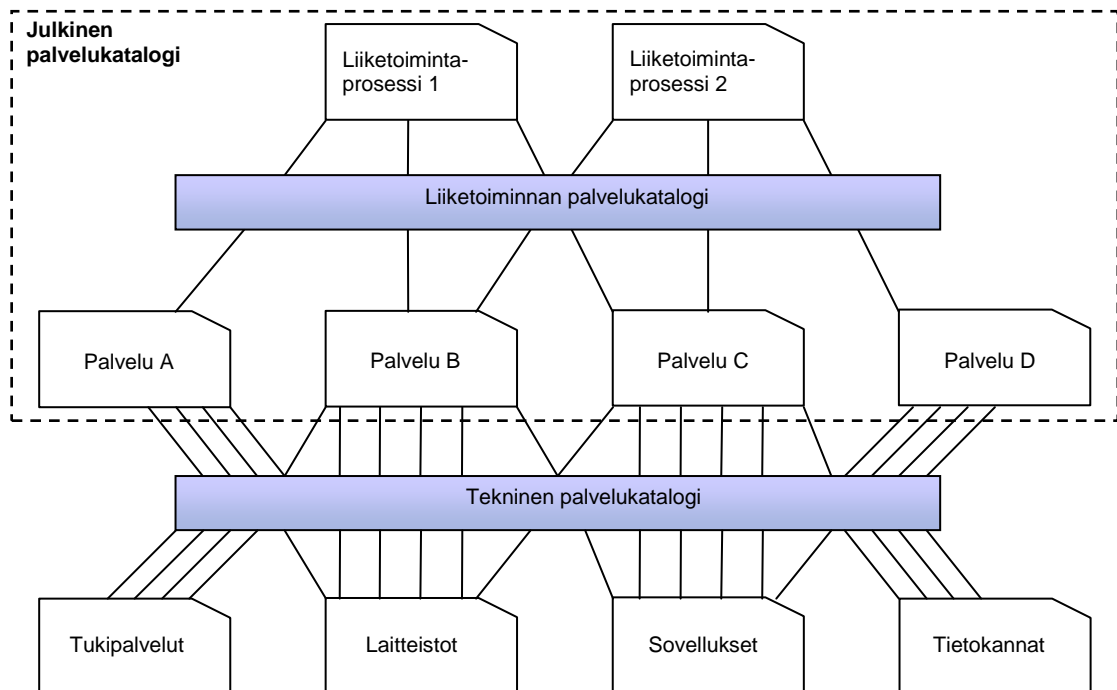 Julkinen
palvelukatalogi
Liiketoiminta-
prosessi 1
Liiketoiminta-
prosessi 2
Liiketoiminnan palvelukatalogi
Palvelu A
Palvelu B
Palvelu C
Palvelu D
Tekninen palvelukatalogi
Tukipalvelut
Laitteistot
Sovellukset
Tietokannat